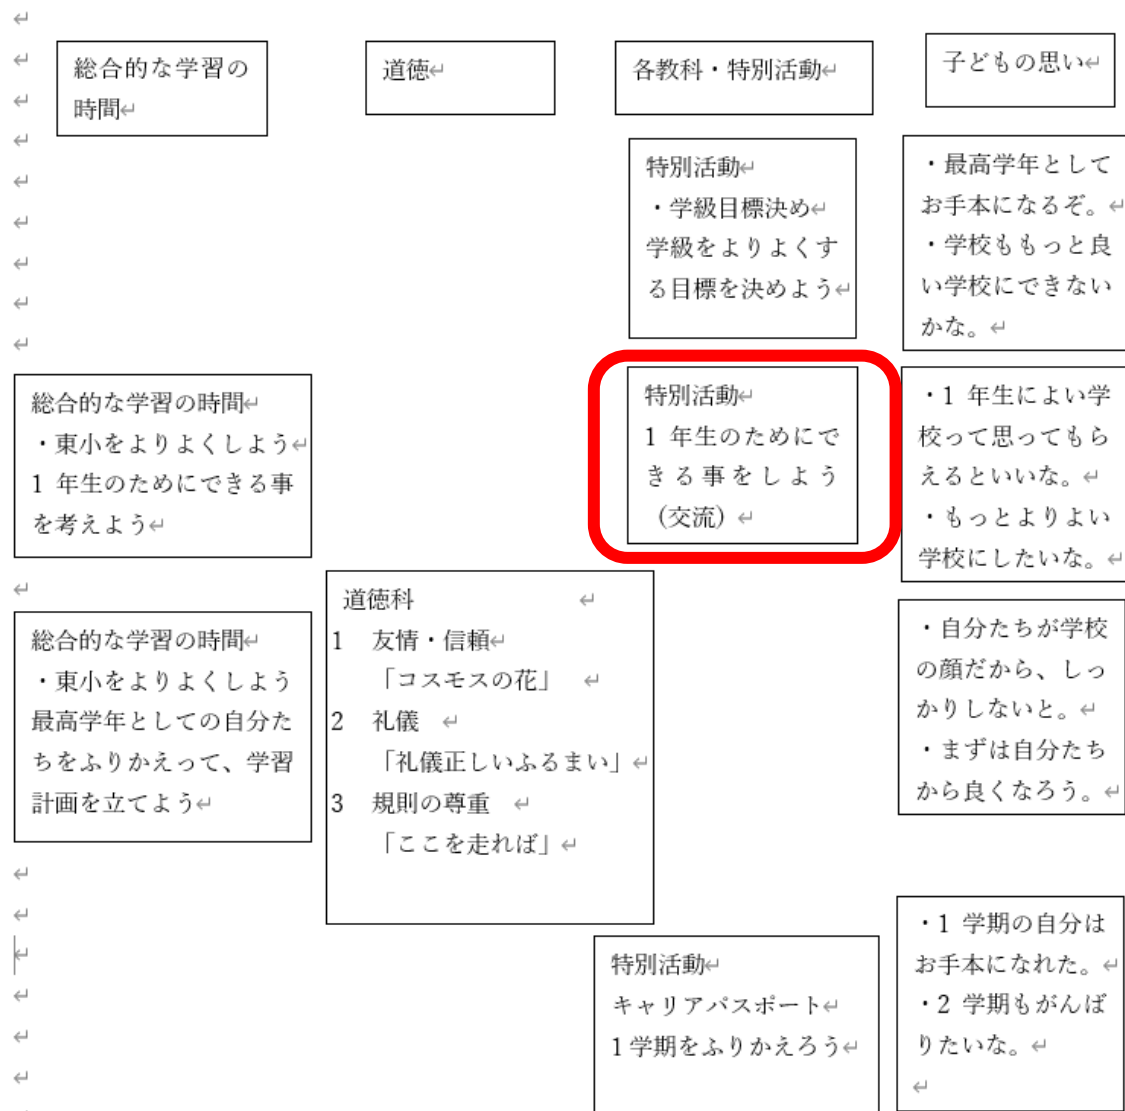 総合的な学習の
時間
道徳
各教科・特別活動
子どもの思い
特別活動
・学級目標決め
学級をよりよくす
る目標を決めよう
・最高学年として
お手本になるぞ。
・学校ももっと良
い学校にできない
かな。
総合的な学習の時間
・東小をよりよくしよう
1 年生のためにできる事
を考えよう
特別活動
1 年生のためにで
きる事をしよう
（交流）
・1 年生によい学
校って思ってもら
えるといいな。
・もっとよりよい
学校にしたいな。
総合的な学習の時間
・東小をよりよくしよう
最高学年としての自分た
ちをふりかえって、学習
計画を立てよう
道徳科
1　友情・信頼
「コスモスの花」
2　礼儀
「礼儀正しいふるまい」
3　規則の尊重
「ここを走れば」
・自分たちが学校
の顔だから、しっ
かりしないと。
・まずは自分たち
から良くなろう。
特別活動
キャリアパスポート
1学期をふりかえろう
・1 学期の自分は
お手本になれた。
・2 学期もがんば
りたいな。